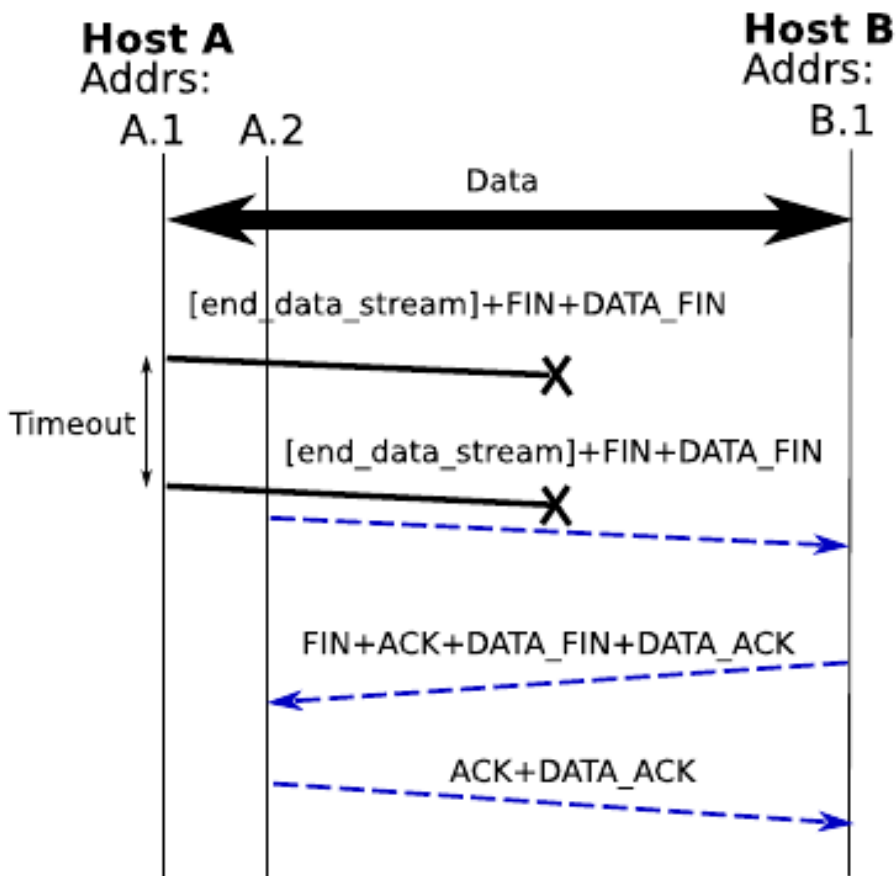 Host A
Addrs:
Host B
Addrs:
A.1 A.2
B.1
Data
[end_data_stream]+FIN+DATA_FIN
Timeout
[end_data_stream]+FIN+DATA_FIN
FIN+ACK+DATA_FIN+DATA_ACK
ACK+DATA_ACK